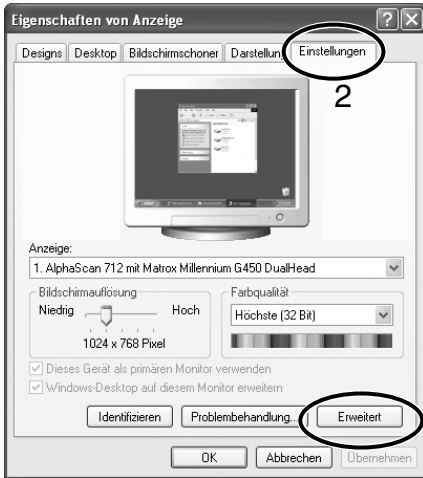 Eigenschaften von Anzeige
Designs Desktop Bildschirmschoner Darstellung Einstellungen
2
Anzeige:
1. AlphaScan 712 mit Matrox Millennium G450 DualHead
Bildschirmauflösung
Niedrig Hoch
1024 x 768 Pixel
Farbqualität
Höchste (32 Bit)
Dieses Gerät als primären Monitor verwenden
Windows-Desktop auf diesem Monitor erweitern
Identifizieren Problembehandlung... Erweitert
OK Abbrechen Übernehmen